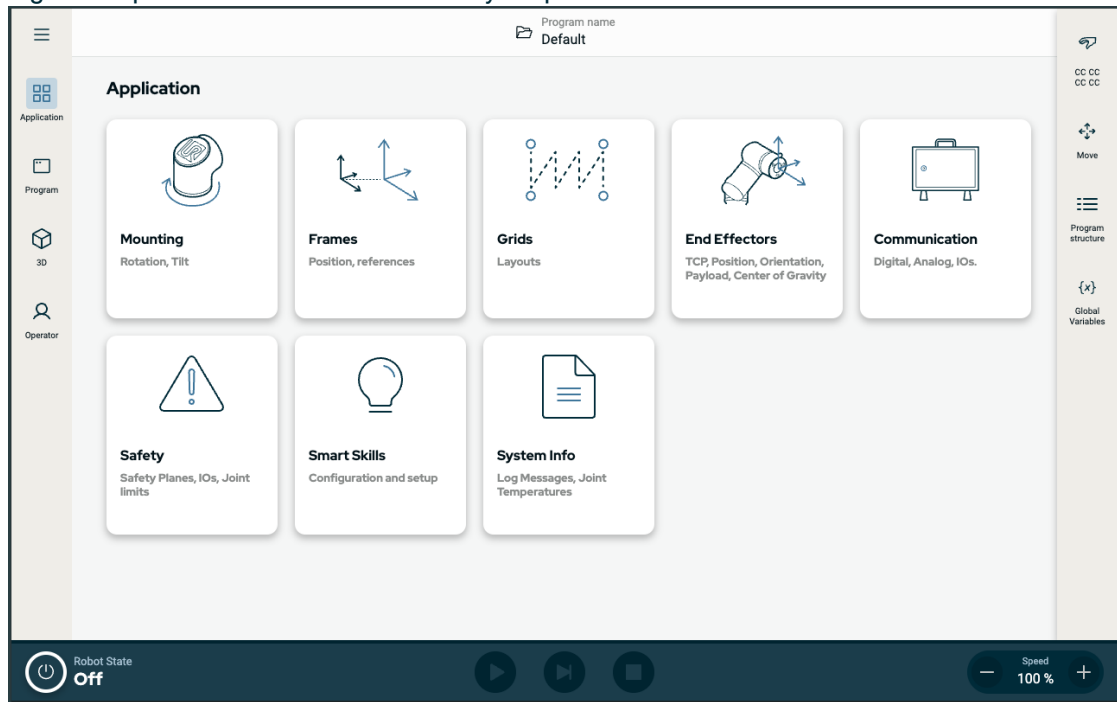 Program name
Default
CC CC
CC CC
Application
Application
Move
Program
Program
structure
3D
Global
Variables
Operator
Mounting
Rotation, Tilt
Frames
Position, references
Grids
Layouts
End Effectors
TCP, Position, Orientation,
Payload, Center of Gravity
Communication
Digital, Analog, IOs.
Safety
Safety Planes, IOs, Joint
limits
Smart Skills
Configuration and setup
System Info
Log Messages, Joint
Temperatures
Robot State
Off
Speed
100 %